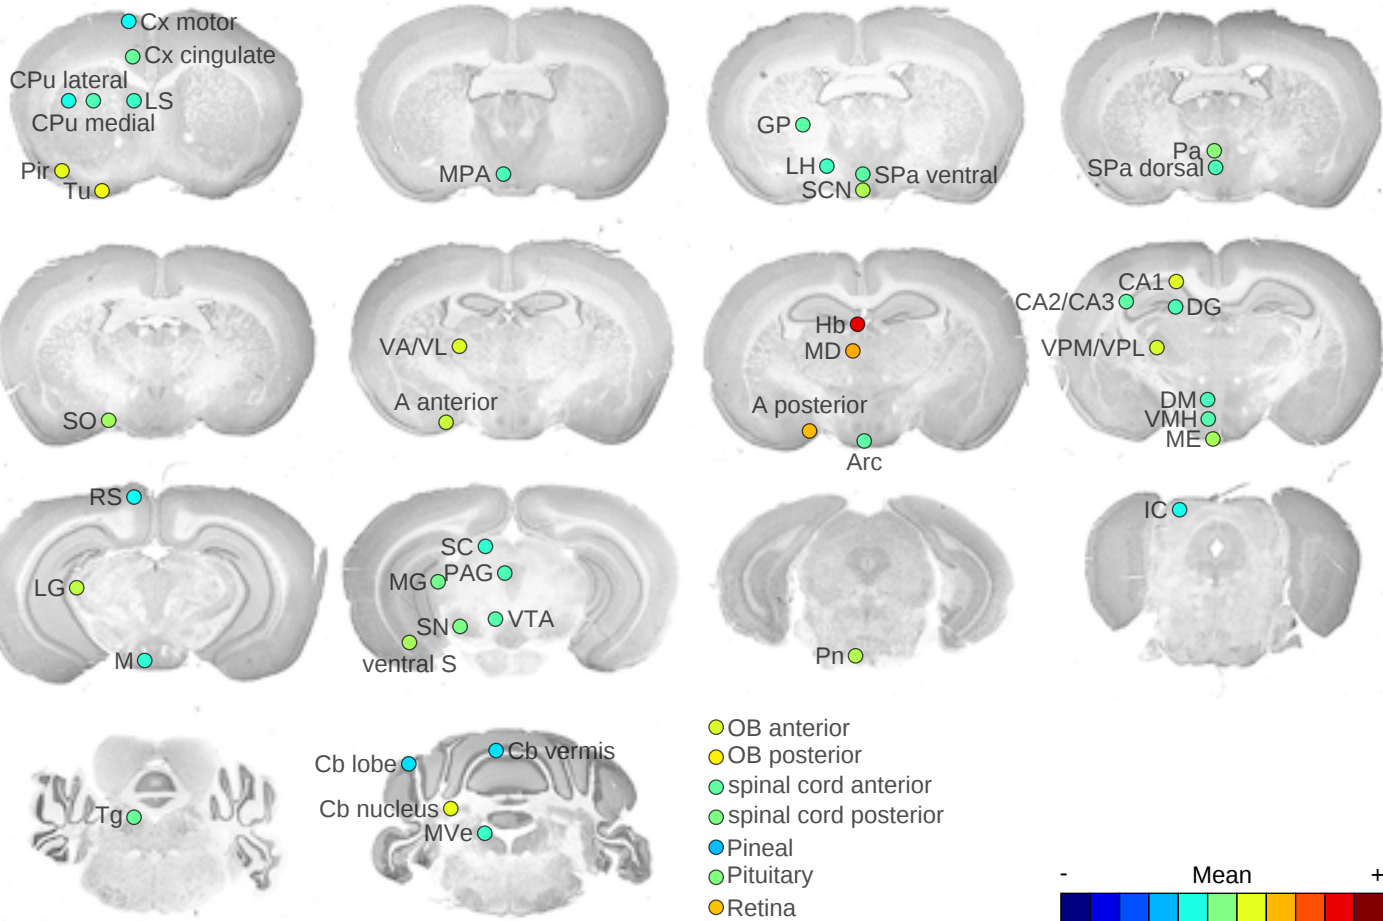 Cx motor
Cx cingulate
CPu lateral
LS
CPu medial
Pir
Tu
MPA
GP
LH
SPa ventral
SCN
Pa
SPa dorsal
SO
VA/VL
A anterior
Hb
MD
A posterior
Arc
CA1
CA2/CA3
DG
VPM/VPL
DM
VMH
ME
RS
LG
M
SC
PAG
MG
VTA
SN
ventral S
Pn
IC
Tg
Cb lobe
Cb vermis
Cb nucleus
MVe
OB anterior
OB posterior
spinal cord anterior
spinal cord posterior
Pineal
Pituitary
Retina
- Mean +